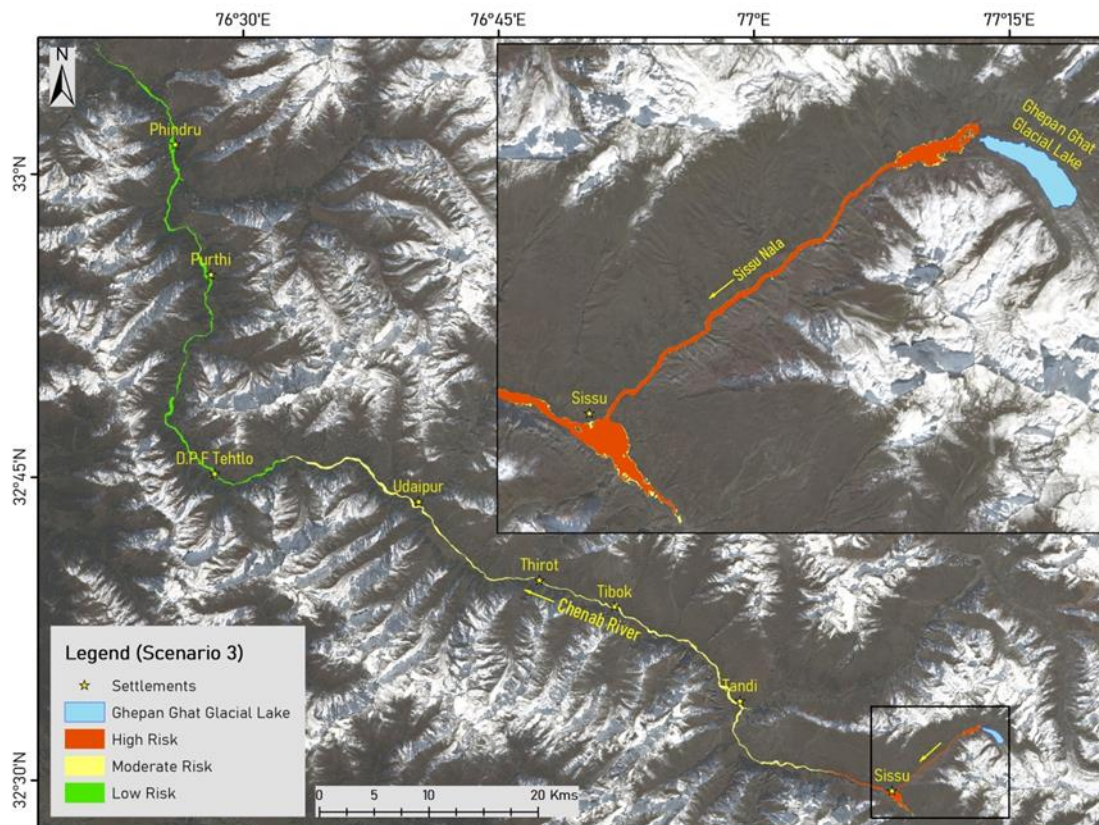 76°30'E
76°45'E
77°E
77°15'E
N
33°N
32°45'N
32°30'N
Ghepan Ghat
Glacial Lake
Sissu Nala
Sissu
Phindru
Purthi
D.P.F Tehtlo
Udaipur
Thirot
Tibok
Chenab River
Tandi
Sissu
Legend (Scenario 3)
Settlements
Ghepan Ghat Glacial Lake
High Risk
Moderate Risk
Low Risk
0 5 10 20 Kms